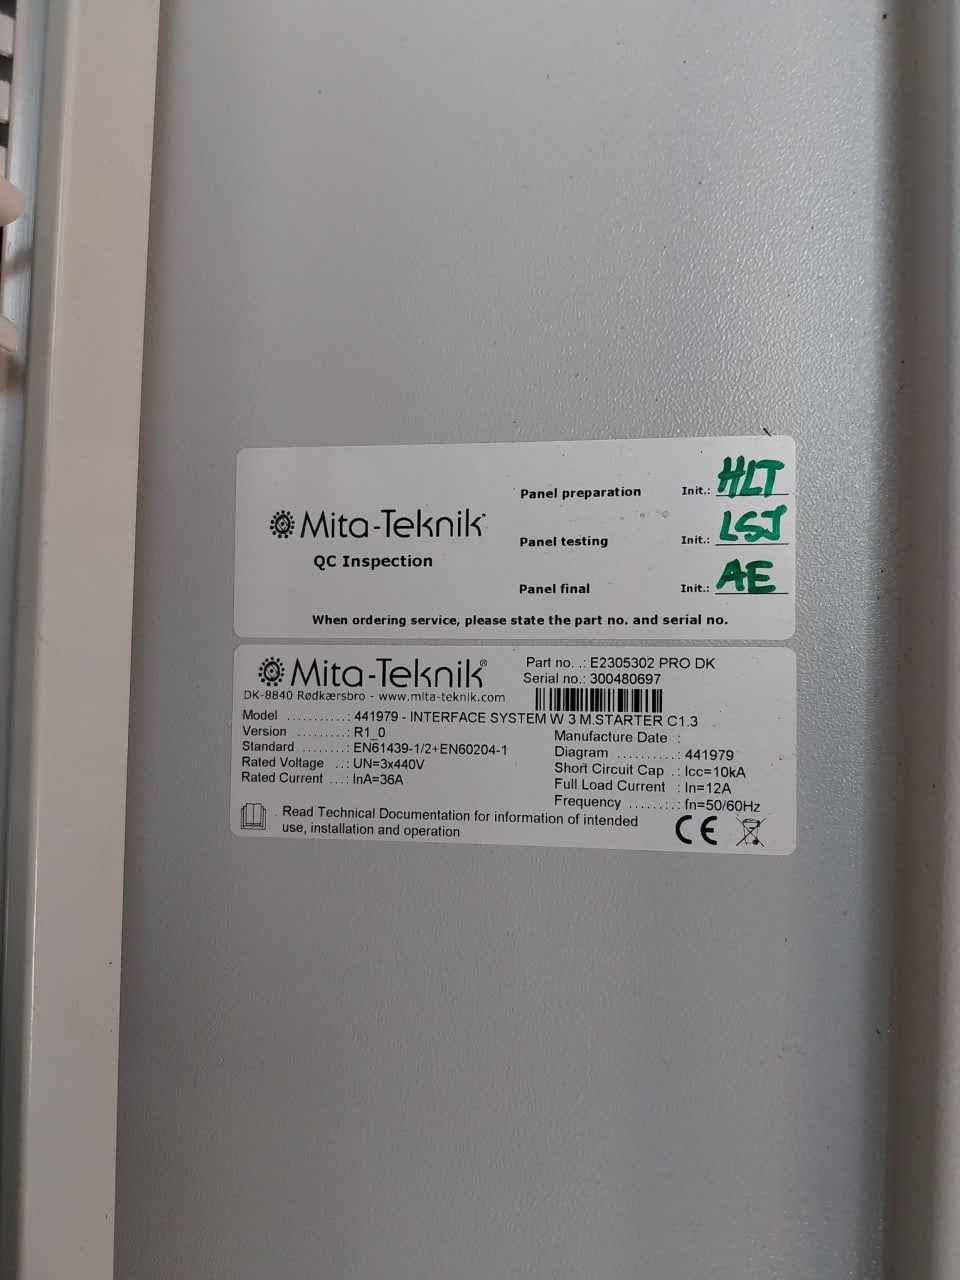 Mita-Teknik
QC Inspection
Panel preparation Init.: HLT
Panel testing Init.: LSJ
Panel final Init.: AE
When ordering service, please state the part no. and serial no.
Mita-Teknik®
DK-8840 Rødkærsbro - www.mita-teknik.com
Part no. .: E2305302 PRO DK
Serial no.: 300480697
Model ...........: 441979 - INTERFACE SYSTEM W 3 M.STARTER C1.3
Version .........: R1_0
Standard ........: EN61439-1/2+EN60204-1
Rated Voltage ..: UN=3x440V
Rated Current ...: InA=36A
Manufacture Date :
Diagram ..........: 441979
Short Circuit Cap .: Icc=10kA
Full Load Current : In=12A
Frequency ........: fn=50/60Hz
Read Technical Documentation for information of intended
use, installation and operation
CE